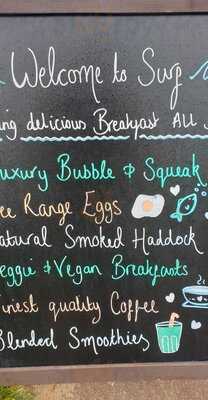 Welcome to Surf
ing delicious Breakfast ALL
uxury Bubble & Squeak
ee Range Eggs
atural Smoked Haddock
eggie & Vegan Breakfasts
inest quality Coffee
Blended Smoothies